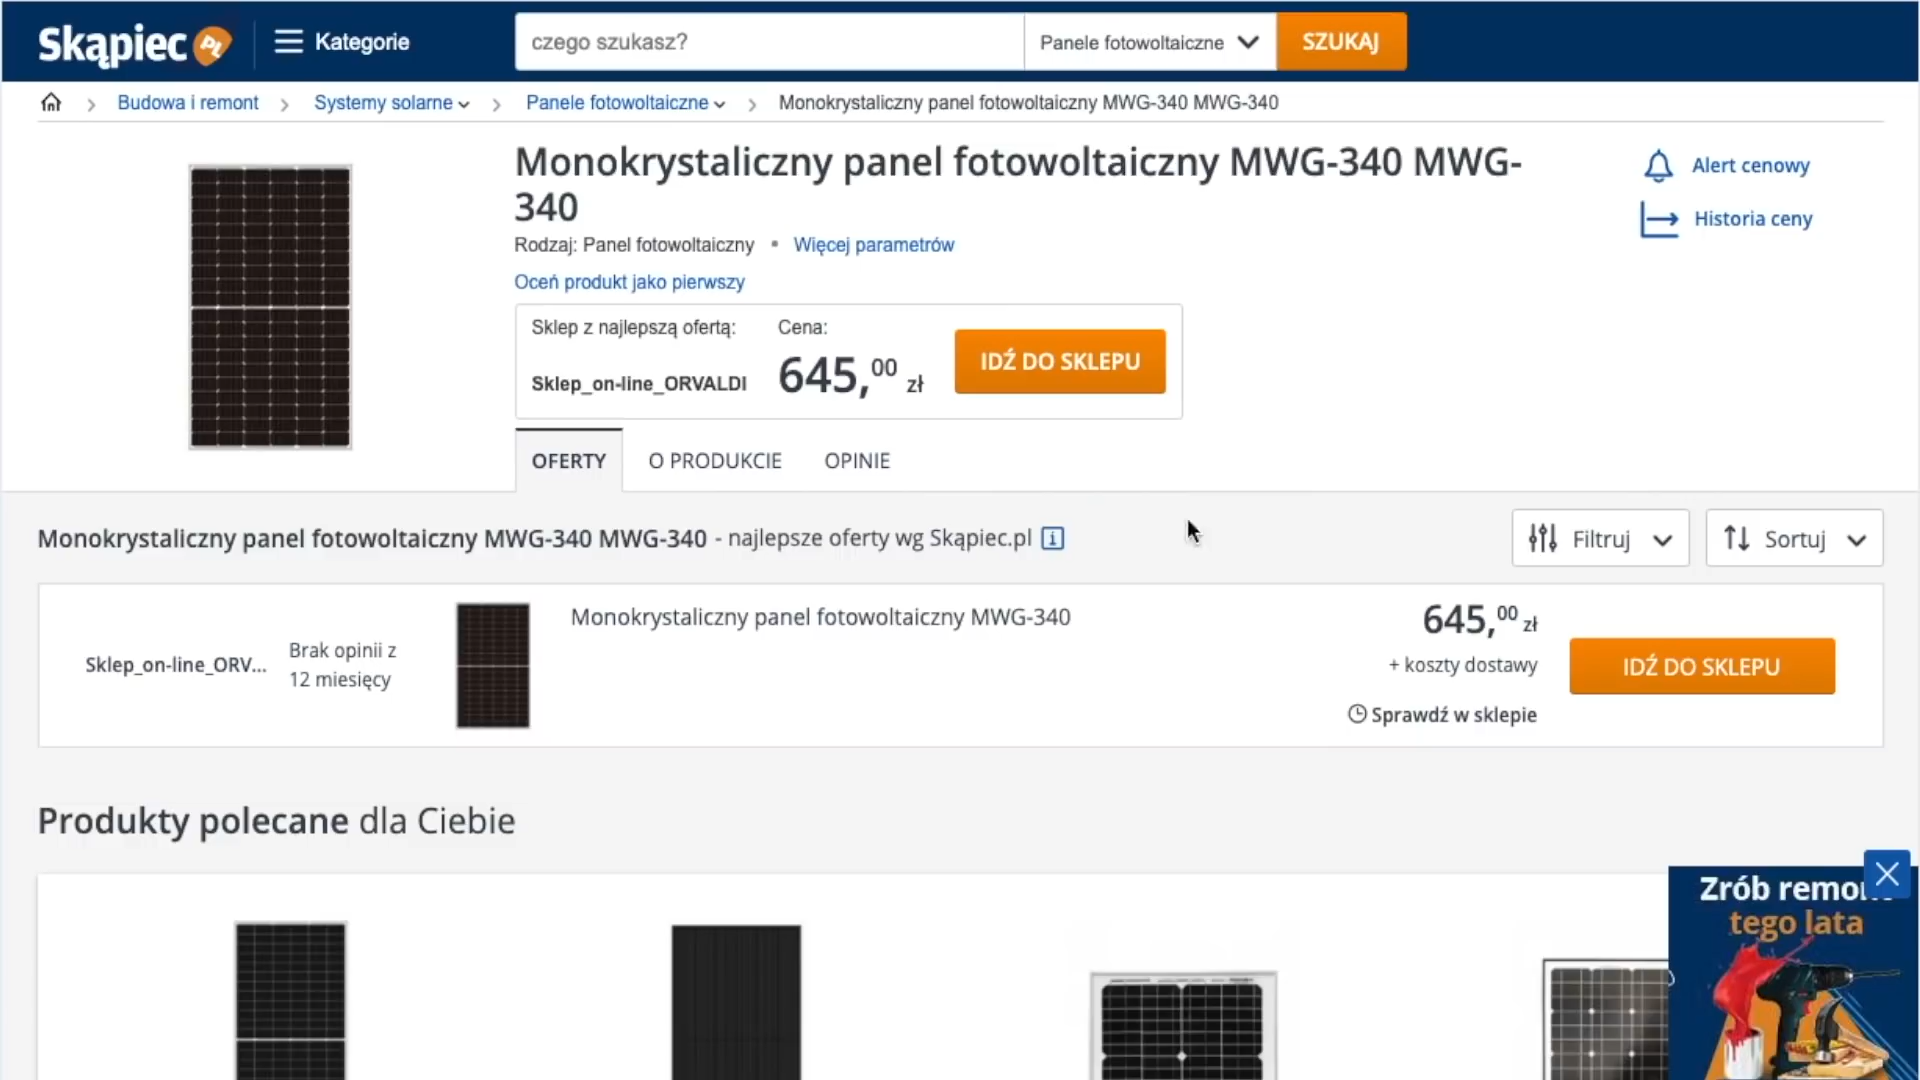 Skąpiec PL
Kategorie
czego szukasz?
Panele fotowoltaiczne
SZUKAJ
Budowa i remont > Systemy solarne > Panele fotowoltaiczne > Monokrystaliczny panel fotowoltaiczny MWG-340 MWG-340
Monokrystaliczny panel fotowoltaiczny MWG-340 MWG-
340
Rodzaj: Panel fotowoltaiczny • Więcej parametrów
Oceń produkt jako pierwszy
Alert cenowy
Historia ceny
Sklep z najlepszą ofertą: Cena:
Sklep_on-line_ORVALDI 645,00 zł
IDŹ DO SKLEPU
OFERTY O PRODUKCIE OPINIE
Monokrystaliczny panel fotowoltaiczny MWG-340 MWG-340 - najlepsze oferty wg Skąpiec.pl i
Filtruj
Sortuj
Sklep_on-line_ORV...
Brak opinii z
12 miesięcy
Monokrystaliczny panel fotowoltaiczny MWG-340
645,00 zł
+ koszty dostawy
Sprawdź w sklepie
IDŹ DO SKLEPU
Produkty polecane dla Ciebie
Zrób remo
tego lata